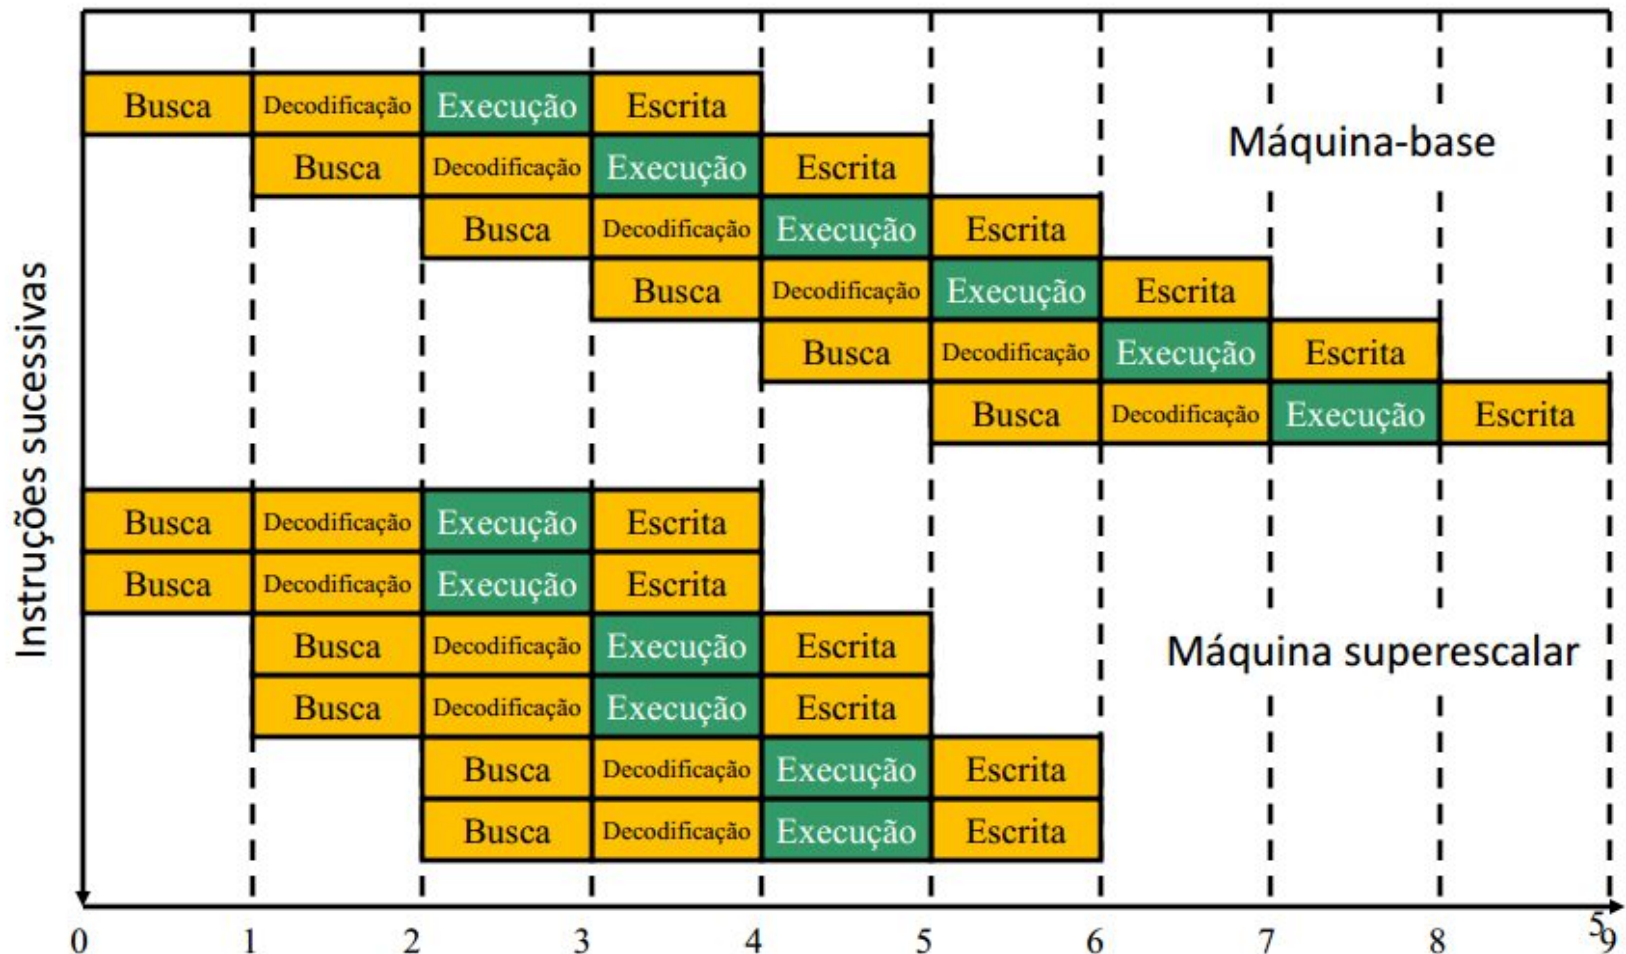 Busca Decodificação Execução Escrita
Máquina-base
Busca Decodificação Execução Escrita
Busca Decodificação Execução Escrita
Busca Decodificação Execução Escrita
Busca Decodificação Execução Escrita
Busca Decodificação Execução Escrita
Instruções sucessivas
Busca Decodificação Execução Escrita
Busca Decodificação Execução Escrita
Busca Decodificação Execução Escrita
Máquina superescalar
Busca Decodificação Execução Escrita
Busca Decodificação Execução Escrita
Busca Decodificação Execução Escrita
0 1 2 3 4 5 6 7 8 9
5